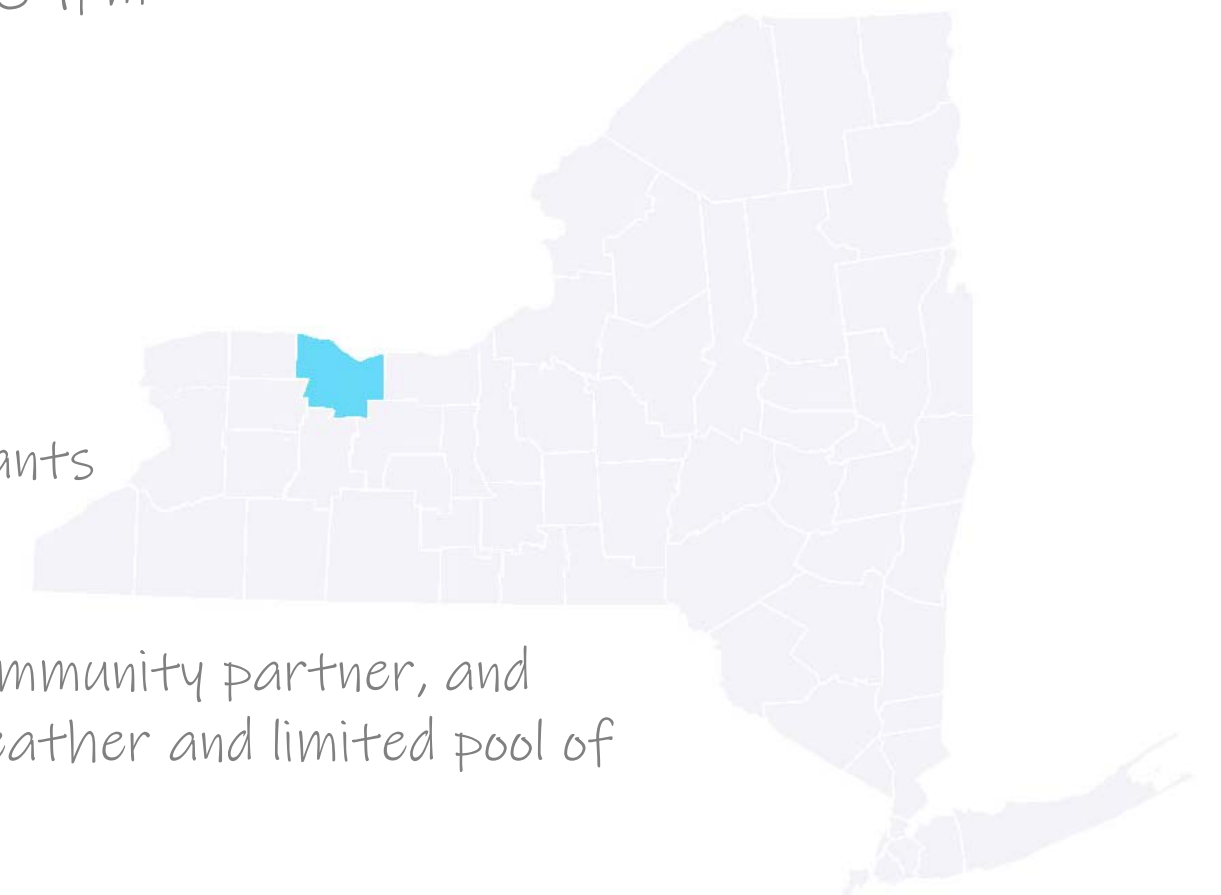 ants
mmunity partner, and
eather and limited pool of